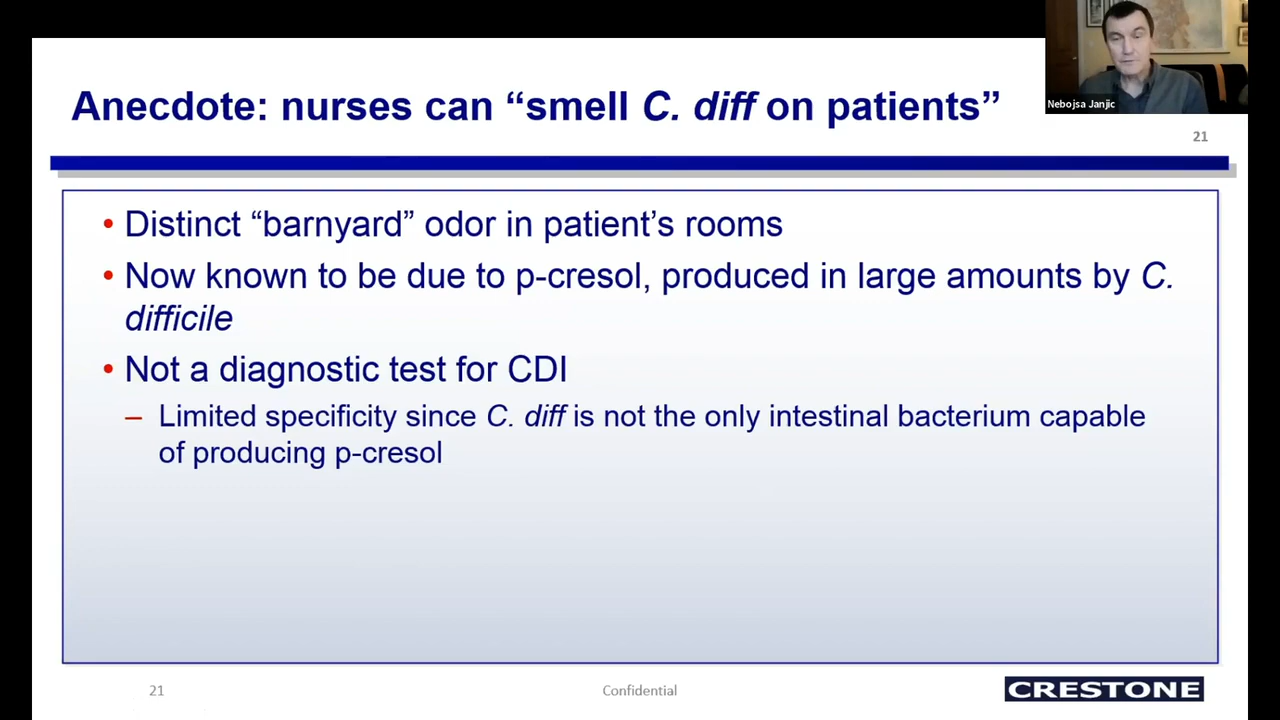 Anecdote: nurses can “smell C. diff on patients”
Nebojsa Janjic
21
• Distinct “barnyard” odor in patient’s rooms
• Now known to be due to p-cresol, produced in large amounts by C.
difficile
• Not a diagnostic test for CDI
– Limited specificity since C. diff is not the only intestinal bacterium capable
of producing p-cresol
21
Confidential
CRESTONE